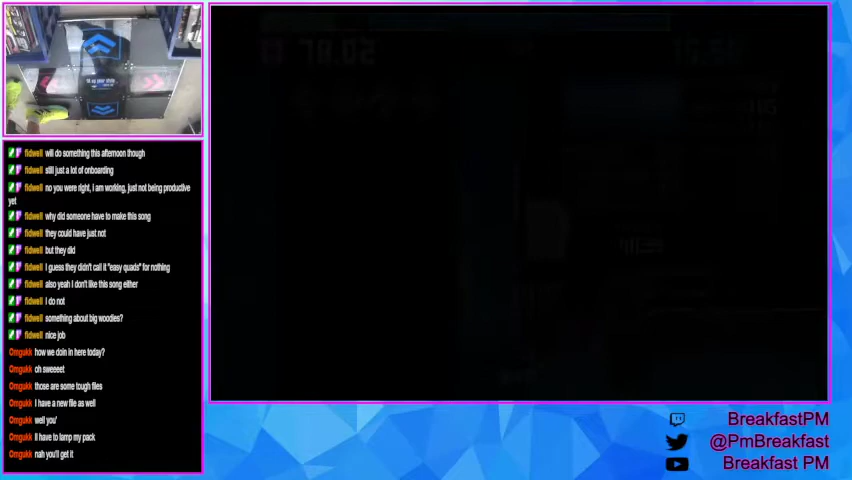 78.02
fidwell will do something this afternoon though
fidwell still just a lot of onboarding
fidwell no you were right, i am working, just not being productive
yet
fidwell why did someone have to make this song
fidwell they could have just not
fidwell but they did
fidwell I guess they didn't call it "easy quads" for nothing
fidwell also yeah I don't like this song either
fidwell I do not
fidwell something about big woodies?
fidwell nice job
Omgukk how we doin in here today?
Omgukk oh sweeeet
Omgukk those are some tough files
Omgukk I have a new file as well
Omgukk well you'
Omgukk ll have to lamp my pack
Omgukk nah you'll get it
BreakfastPM
@PmBreakfast
Breakfast PM